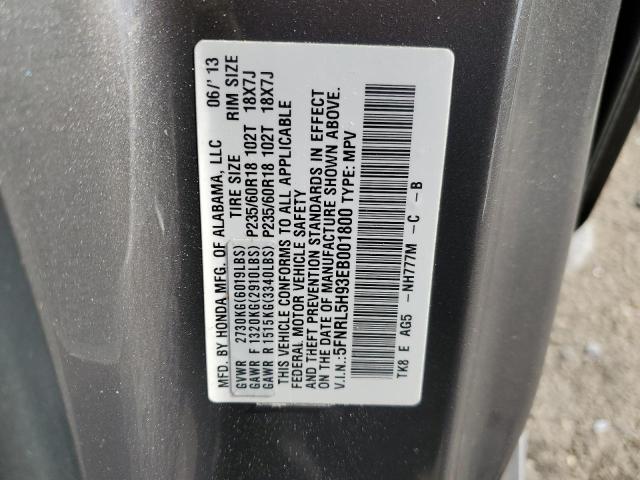 MFD. BY HONDA MFG. OF ALABAMA, LLC 06/'13
TIRE SIZE RIM SIZE
GVWR 2730KG(6019LBS)
GAWR F 1320KG(2910LBS) P235/60R18 102T 18X7J
GAWR R 1515KG(3340LBS) P235/60R18 102T 18X7J
THIS VEHICLE CONFORMS TO ALL APPLICABLE
FEDERAL MOTOR VEHICLE SAFETY
AND THEFT PREVENTION STANDARDS IN EFFECT
ON THE DATE OF MANUFACTURE SHOWN ABOVE.
V.I.N.:5FNRL5H93EB001800 TYPE: MPV
TK8 E AG5 -NH777M - C - B